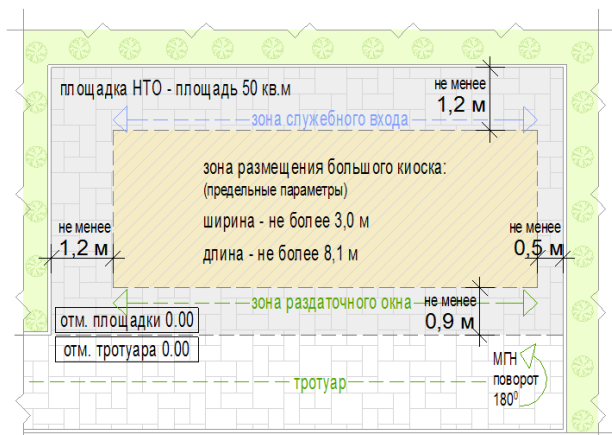 площадка НТО - площадь 50 кв.м
не менее
1,2 м
зона служебного входа
зона размещения большого киоска:
(предельные параметры)
ширина - не более 3,0 м
длина - не более 8,1 м
не менее
1,2 м
не менее
0,5 м
зона раздаточного окна
не менее
0,9 м
отм. площадки 0.00
отм. тротуара 0.00
тротуар
МГН
поворот
180⁰